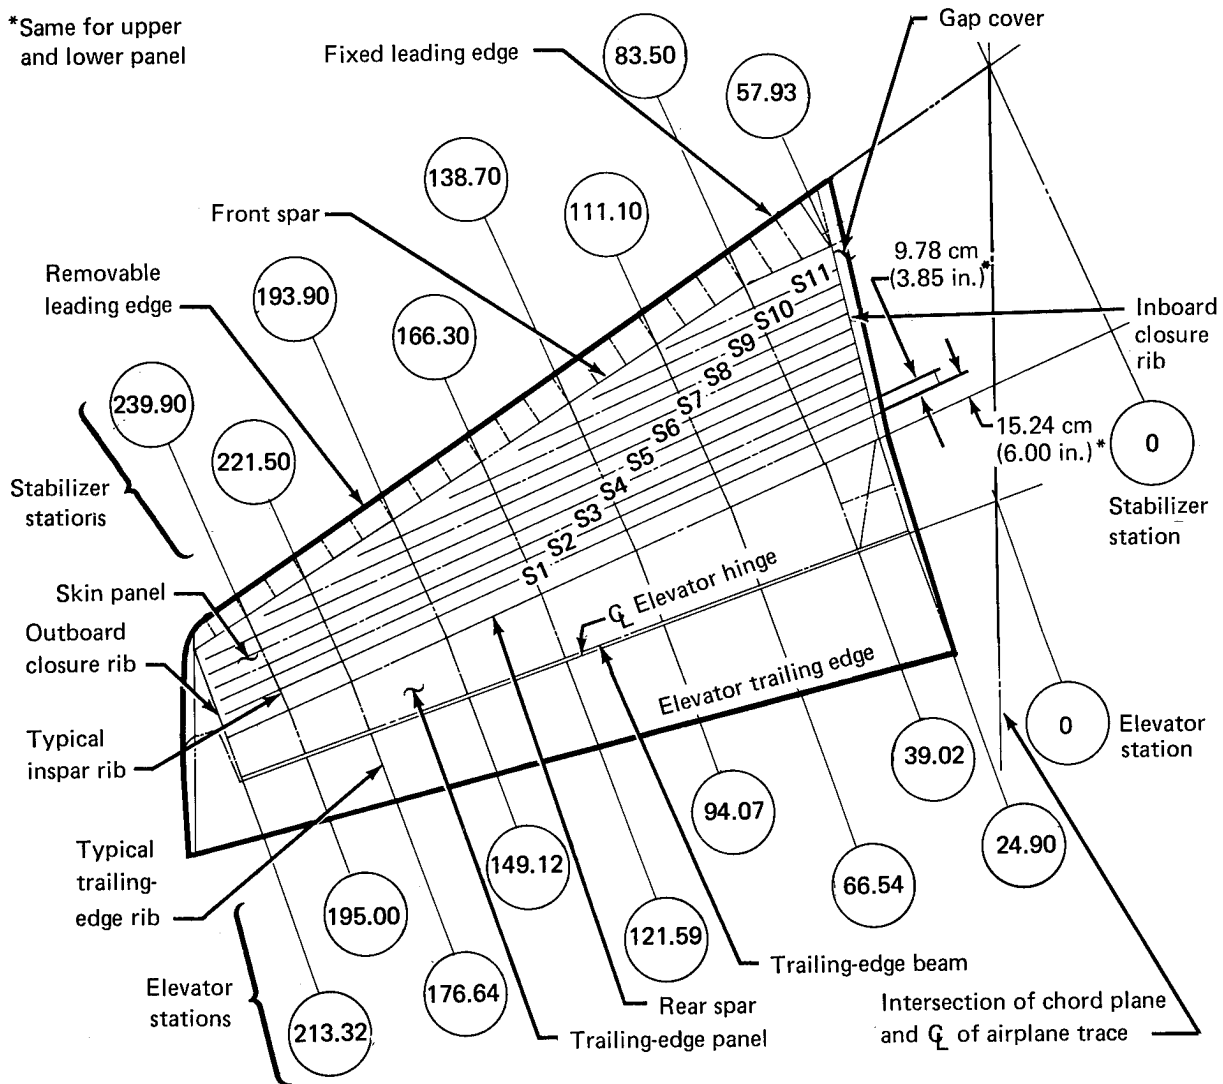 *Same for upper
and lower panel
Fixed leading edge
83.50
57.93
Gap cover
138.70
111.10
Front spar
Removable
leading edge
193.90
166.30
9.78 cm
(3.85 in.)*
Inboard
closure
rib
239.90
221.50
15.24 cm
(6.00 in.)*
0
Stabilizer
station
Stabilizer
stations
S11
S10
S9
S8
S7
S6
S5
S4
S3
S2
S1
Skin panel
Outboard
closure rib
℄ Elevator hinge
Elevator trailing edge
0
Elevator
station
Typical
inspar rib
39.02
94.07
24.90
Typical
trailing-
edge rib
149.12
66.54
195.00
121.59
Trailing-edge beam
Elevator
stations
176.64
213.32
Rear spar
Trailing-edge panel
Intersection of chord plane
and ℄ of airplane trace